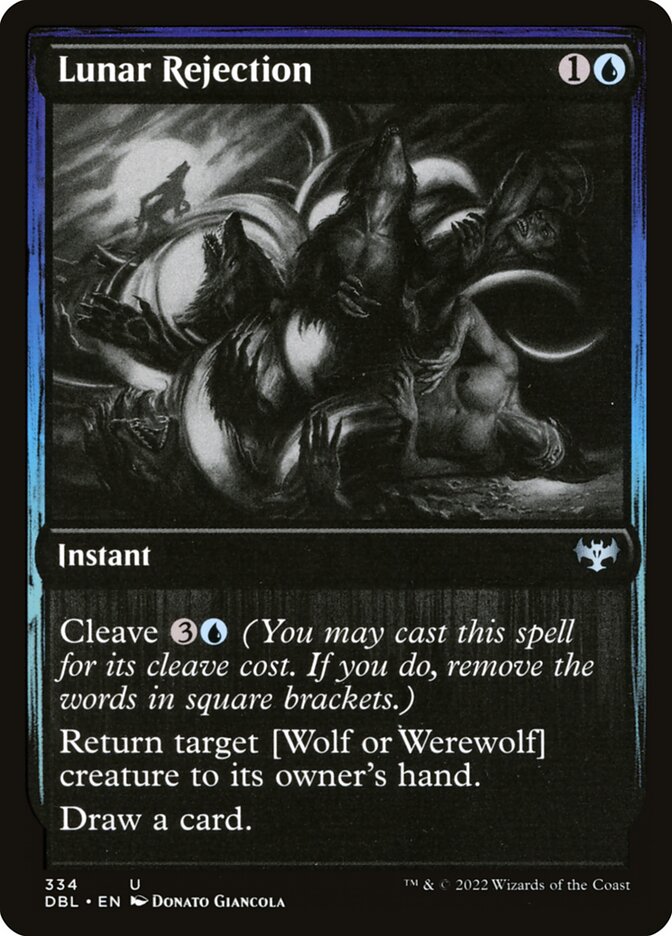 Lunar Rejection 1
Instant
Cleave 3 (You may cast this spell
for its cleave cost. If you do, remove the
words in square brackets.)
Return target [Wolf or Werewolf]
creature to its owner's hand.
Draw a card.
334 U
DBL • EN Donato Giancola
™ & © 2022 Wizards of the Coast